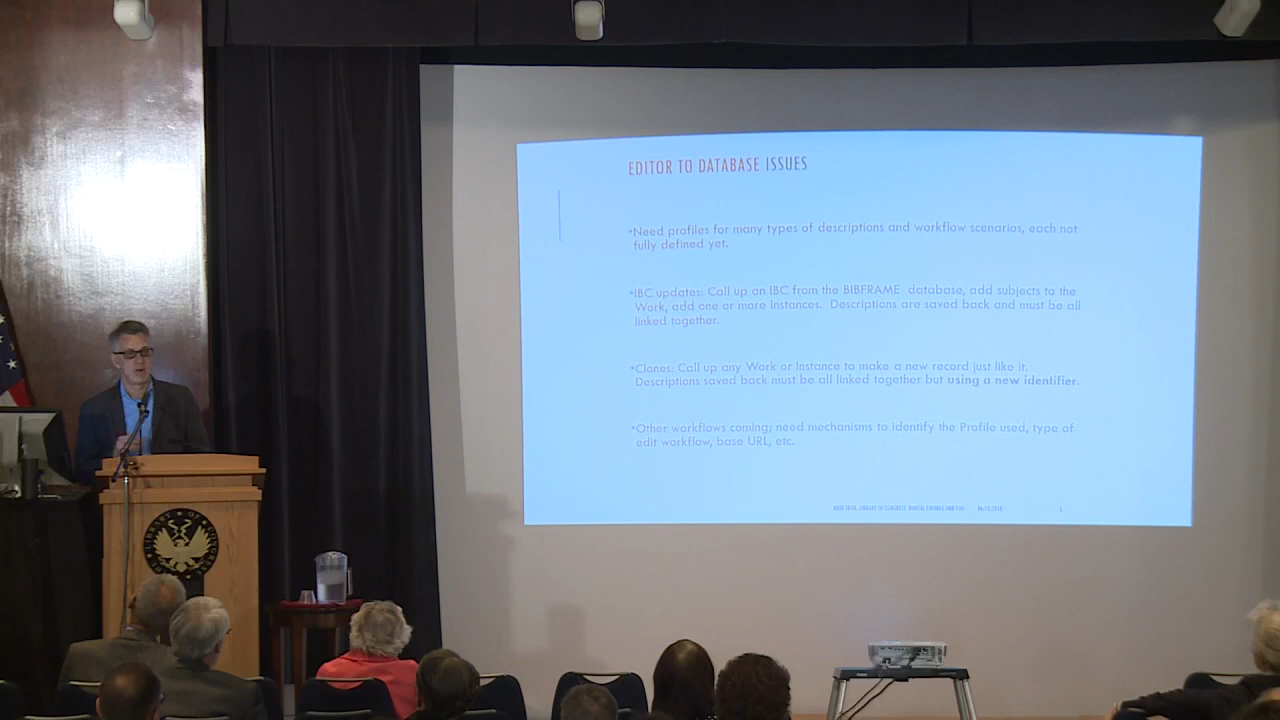 EDITOR TO DATABASE ISSUES
•Need profiles for many types of descriptions and workflow scenarios, each not
fully defined yet.
•IBC updates: Call up an IBC from the BIBFRAME database, add subjects to the
Work, add one or more Instances. Descriptions are saved back and must be all
linked together.
•Clones: Call up any Work or Instance to make a new record just like it.
Descriptions saved back must be all linked together but using a new identifier.
•Other workflows coming; need mechanisms to identify the Profile used, type of
edit workflow, base URL, etc.
LIBRARY OF CONGRESS